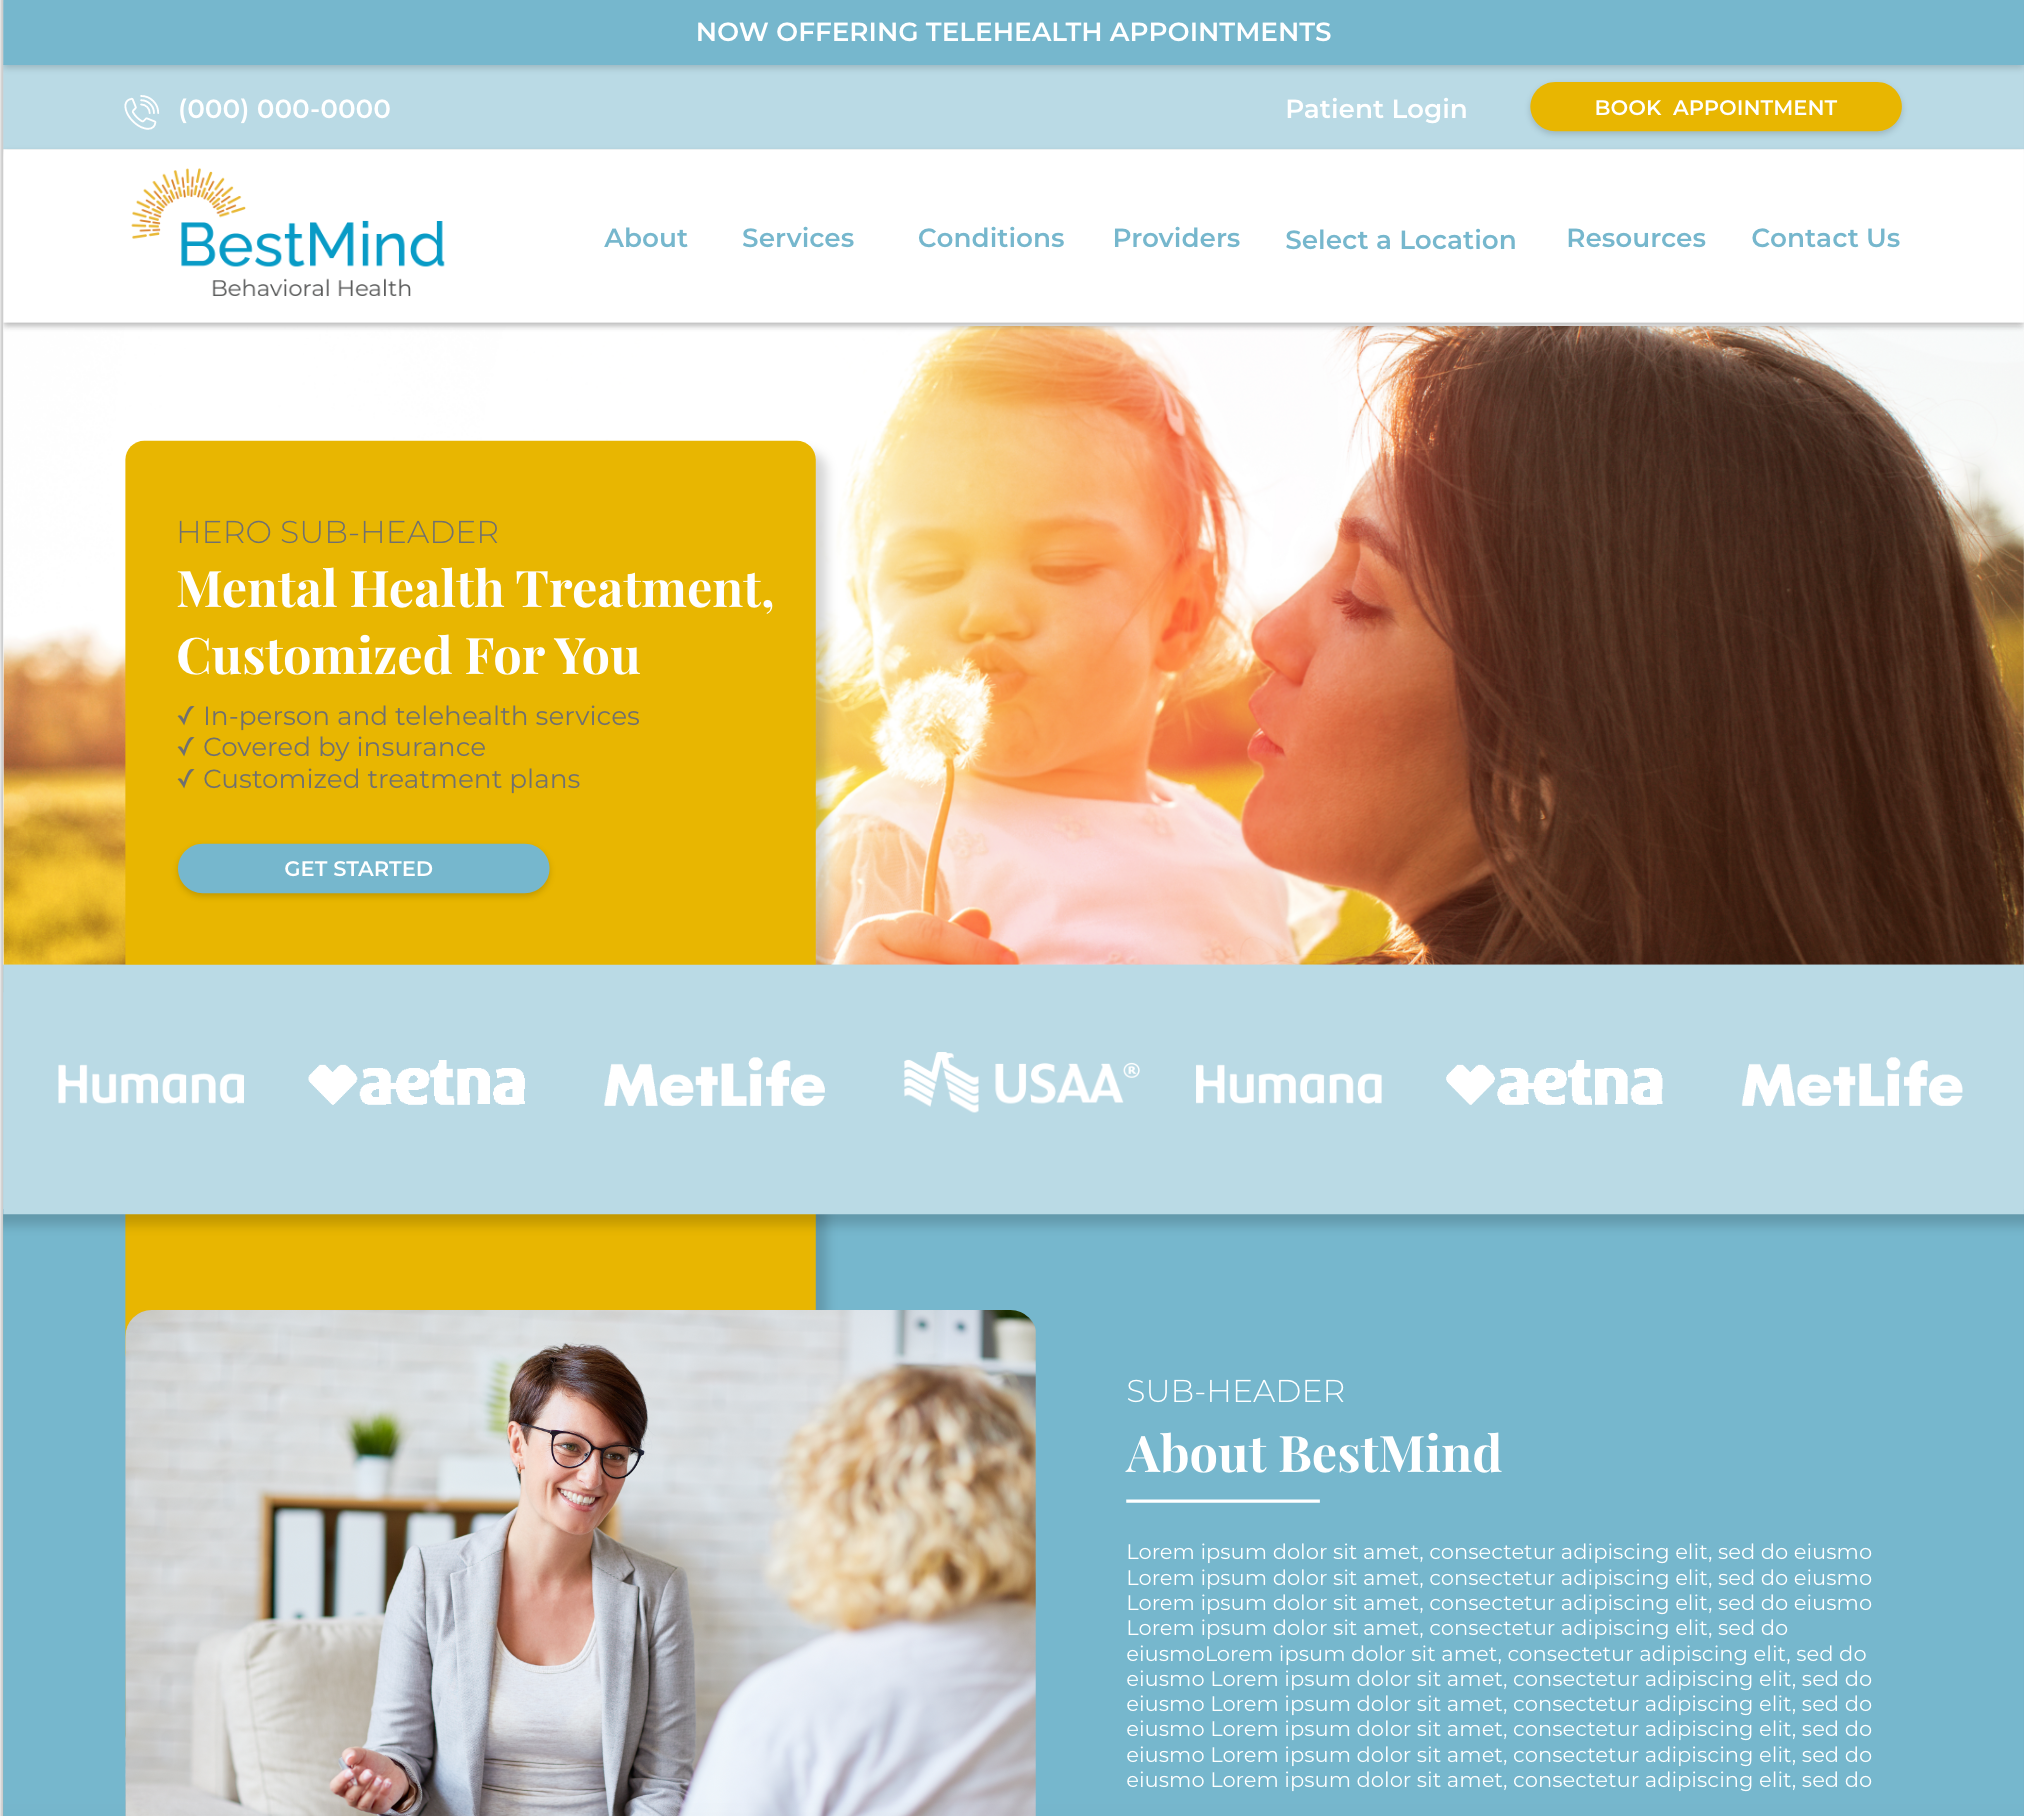 NOW OFFERING TELEHEALTH APPOINTMENTS
(000) 000-0000
Patient Login
BOOK APPOINTMENT
BestMind
Behavioral Health
About
Services
Conditions
Providers
Select a Location
Resources
Contact Us
HERO SUB-HEADER
Mental Health Treatment,
Customized For You
✓ In-person and telehealth services
✓ Covered by insurance
✓ Customized treatment plans
GET STARTED
Humana
aetna
MetLife
USAA®
Humana
aetna
MetLife
SUB-HEADER
About BestMind
Lorem ipsum dolor sit amet, consectetur adipiscing elit, sed do eiusmo
Lorem ipsum dolor sit amet, consectetur adipiscing elit, sed do eiusmo
Lorem ipsum dolor sit amet, consectetur adipiscing elit, sed do eiusmo
Lorem ipsum dolor sit amet, consectetur adipiscing elit, sed do
eiusmoLorem ipsum dolor sit amet, consectetur adipiscing elit, sed do
eiusmo Lorem ipsum dolor sit amet, consectetur adipiscing elit, sed do
eiusmo Lorem ipsum dolor sit amet, consectetur adipiscing elit, sed do
eiusmo Lorem ipsum dolor sit amet, consectetur adipiscing elit, sed do
eiusmo Lorem ipsum dolor sit amet, consectetur adipiscing elit, sed do
eiusmo Lorem ipsum dolor sit amet, consectetur adipiscing elit, sed do